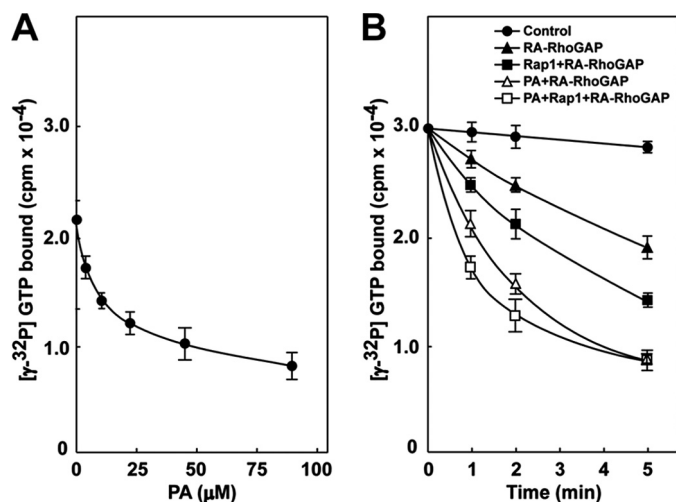 A
[γ-32P] GTP bound (cpm x 10-4)
3.0
2.0
1.0
0
0 25 50 75 100
PA (μM)
B
Control
RA-RhoGAP
Rap1+RA-RhoGAP
PA+RA-RhoGAP
PA+Rap1+RA-RhoGAP
[γ-32P] GTP bound (cpm x 10-4)
3.0
2.0
1.0
0
0 1 2 3 4 5
Time (min)